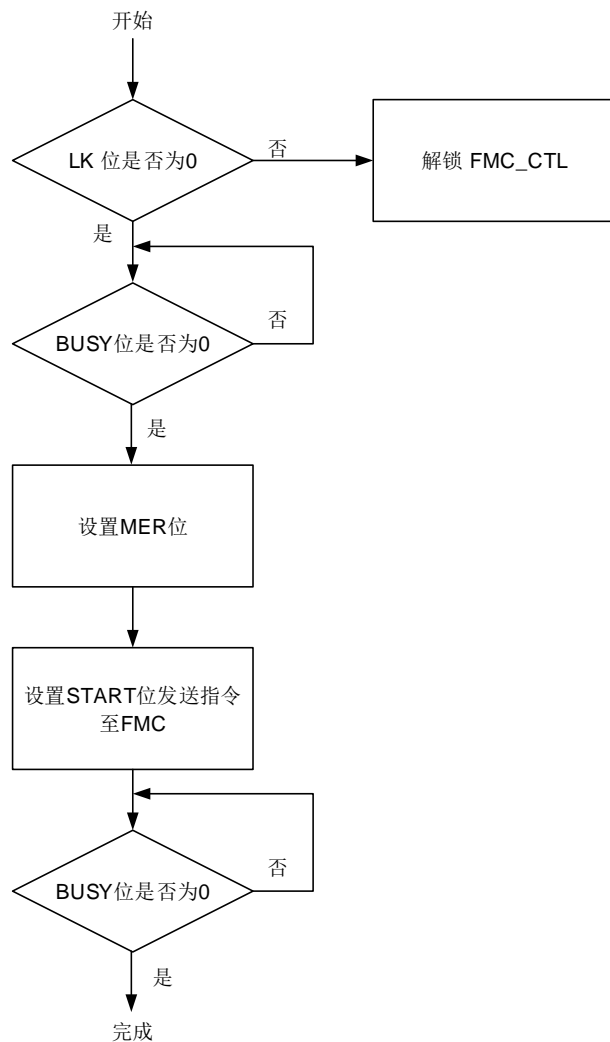 开始
LK 位是否为0
否
解锁 FMC_CTL
是
BUSY位是否为0
否
是
设置MER位
设置START位发送指令
至FMC
BUSY位是否为0
否
是
完成